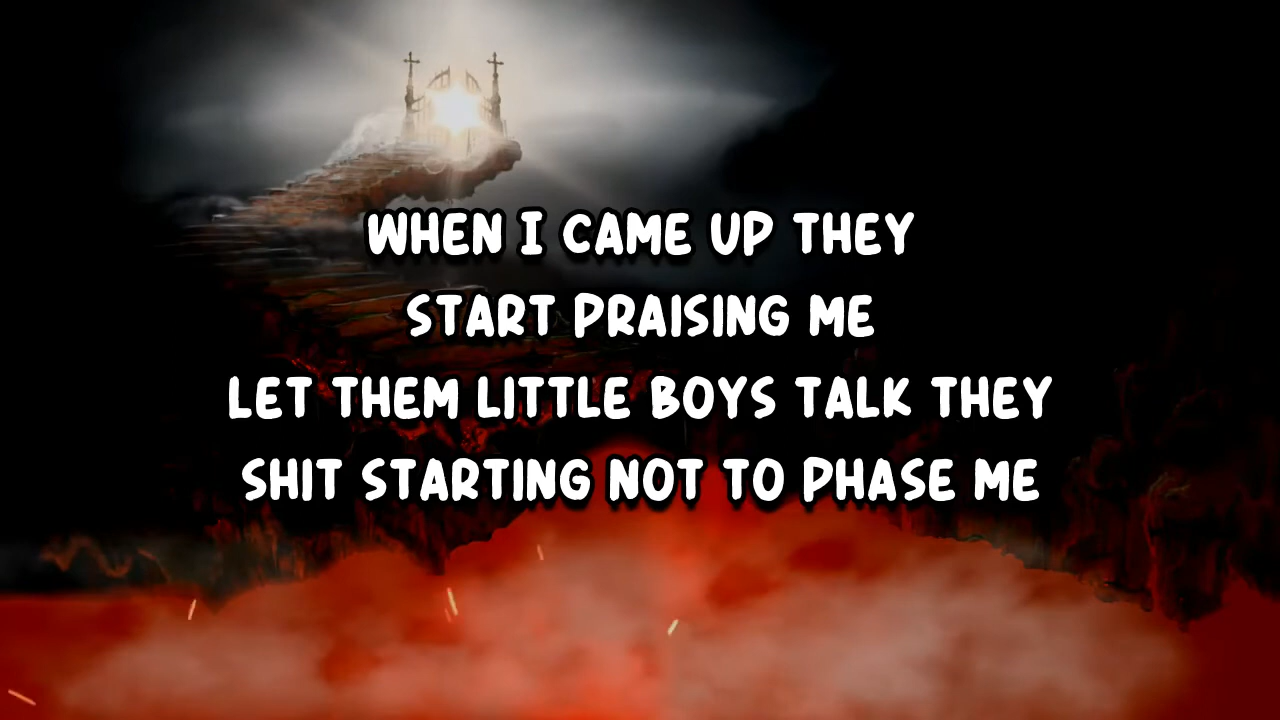 WHEN I CAME UP THEY
START PRAISING ME
LET THEM LITTLE BOYS TALK THEY
SHIT STARTING NOT TO PHASE ME